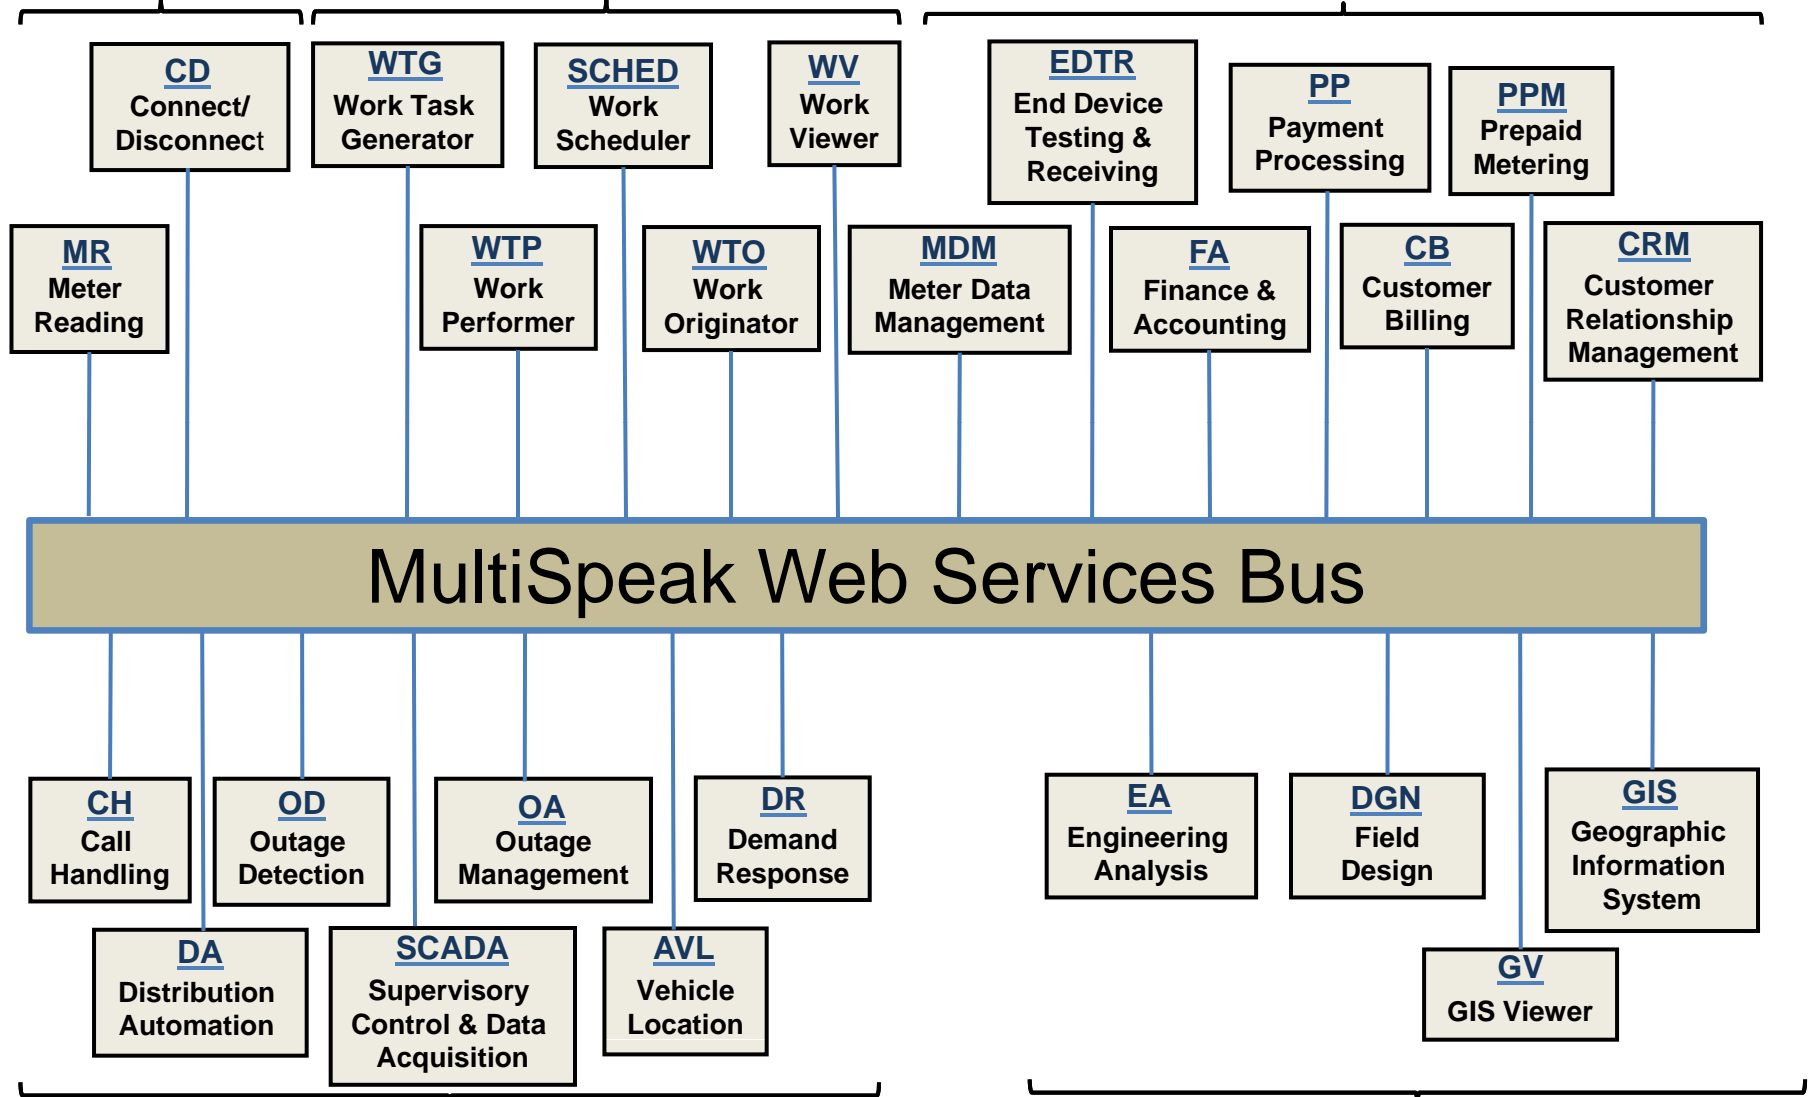 CD
Connect/
Disconnect
WTG
Work Task
Generator
SCHED
Work
Scheduler
WV
Work
Viewer
EDTR
End Device
Testing &
Receiving
PP
Payment
Processing
PPM
Prepaid
Metering
MR
Meter
Reading
WTP
Work
Performer
WTO
Work
Originator
MDM
Meter Data
Management
FA
Finance &
Accounting
CB
Customer
Billing
CRM
Customer
Relationship
Management
MultiSpeak Web Services Bus
CH
Call
Handling
OD
Outage
Detection
OA
Outage
Management
DR
Demand
Response
EA
Engineering
Analysis
DGN
Field
Design
GIS
Geographic
Information
System
DA
Distribution
Automation
SCADA
Supervisory
Control & Data
Acquisition
AVL
Vehicle
Location
GV
GIS Viewer